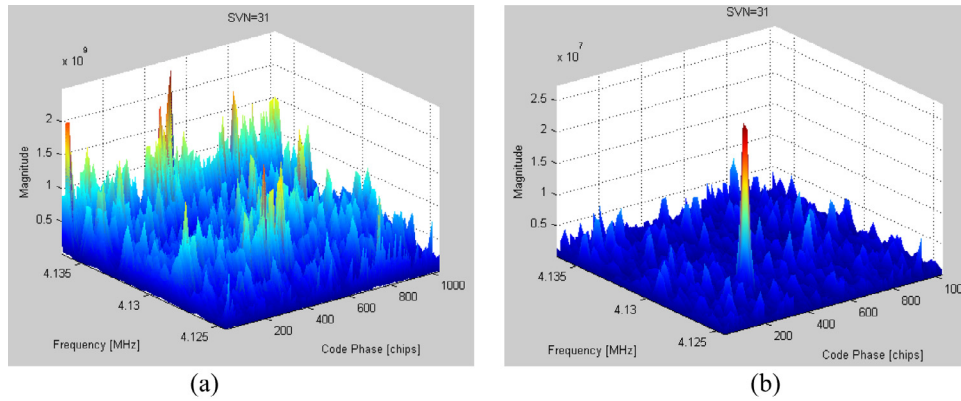 SVN=31
x 10^9
2
1.5
1
0.5
Magnitude
4.135
4.13
4.125
Frequency [MHz]
200
400
600
800
1000
Code Phase [chips]
(a)
SVN=31
x 10^7
2.5
2
1.5
1
0.5
Magnitude
4.135
4.13
4.125
Frequency [MHz]
200
400
600
800
100
Code Phase [chips]
(b)